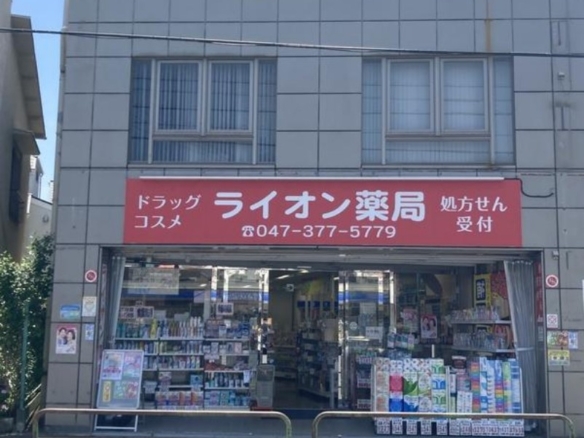 ドラッグ
コスメ
ライオン薬局
☎047-377-5779
処方せん
受付